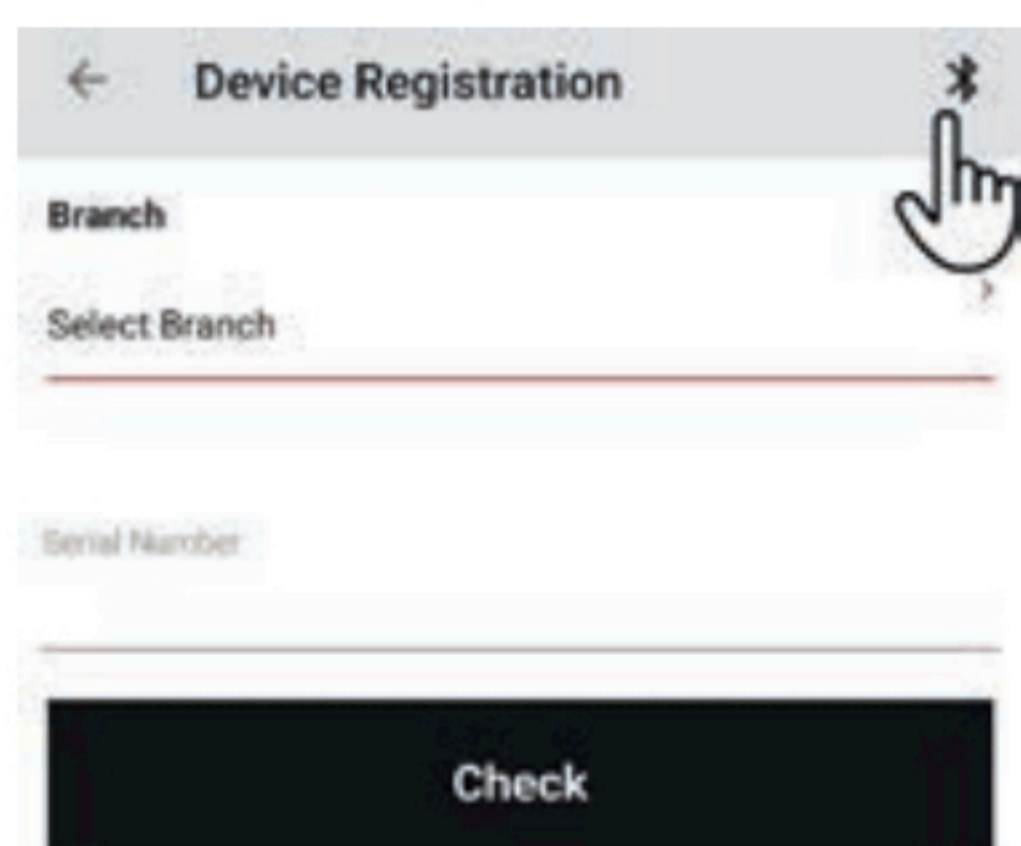 Device Registration
Branch
Select Branch
Serial Number
Check